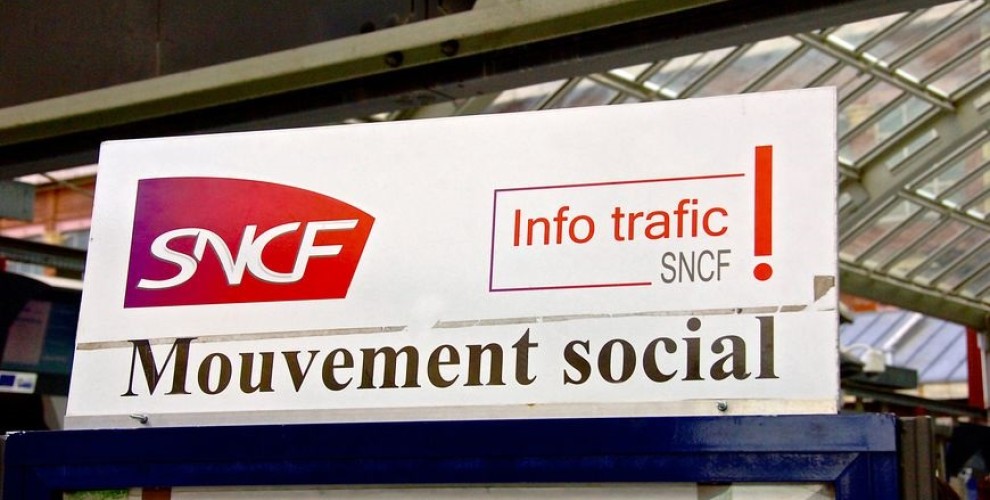 SNCF
Info trafic !
SNCF
Mouvement social